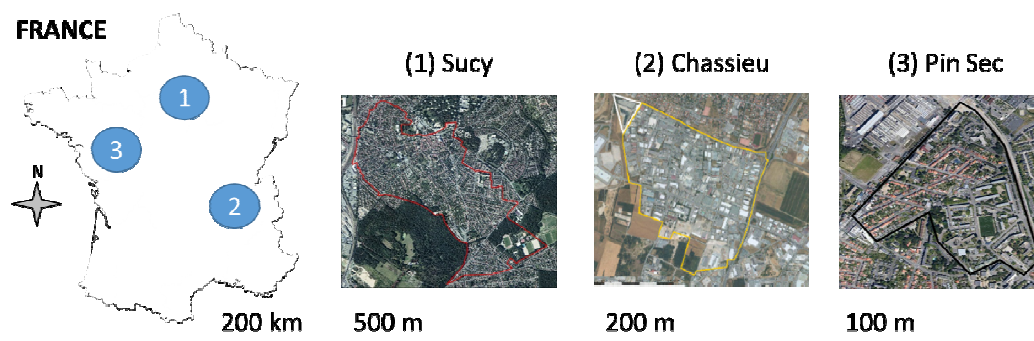 FRANCE
1
3
2
N
200 km
(1) Sucy
500 m
(2) Chassieu
200 m
(3) Pin Sec
100 m